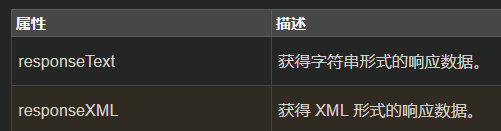 属性 描述
responseText 获得字符串形式的响应数据。
responseXML 获得 XML 形式的响应数据。